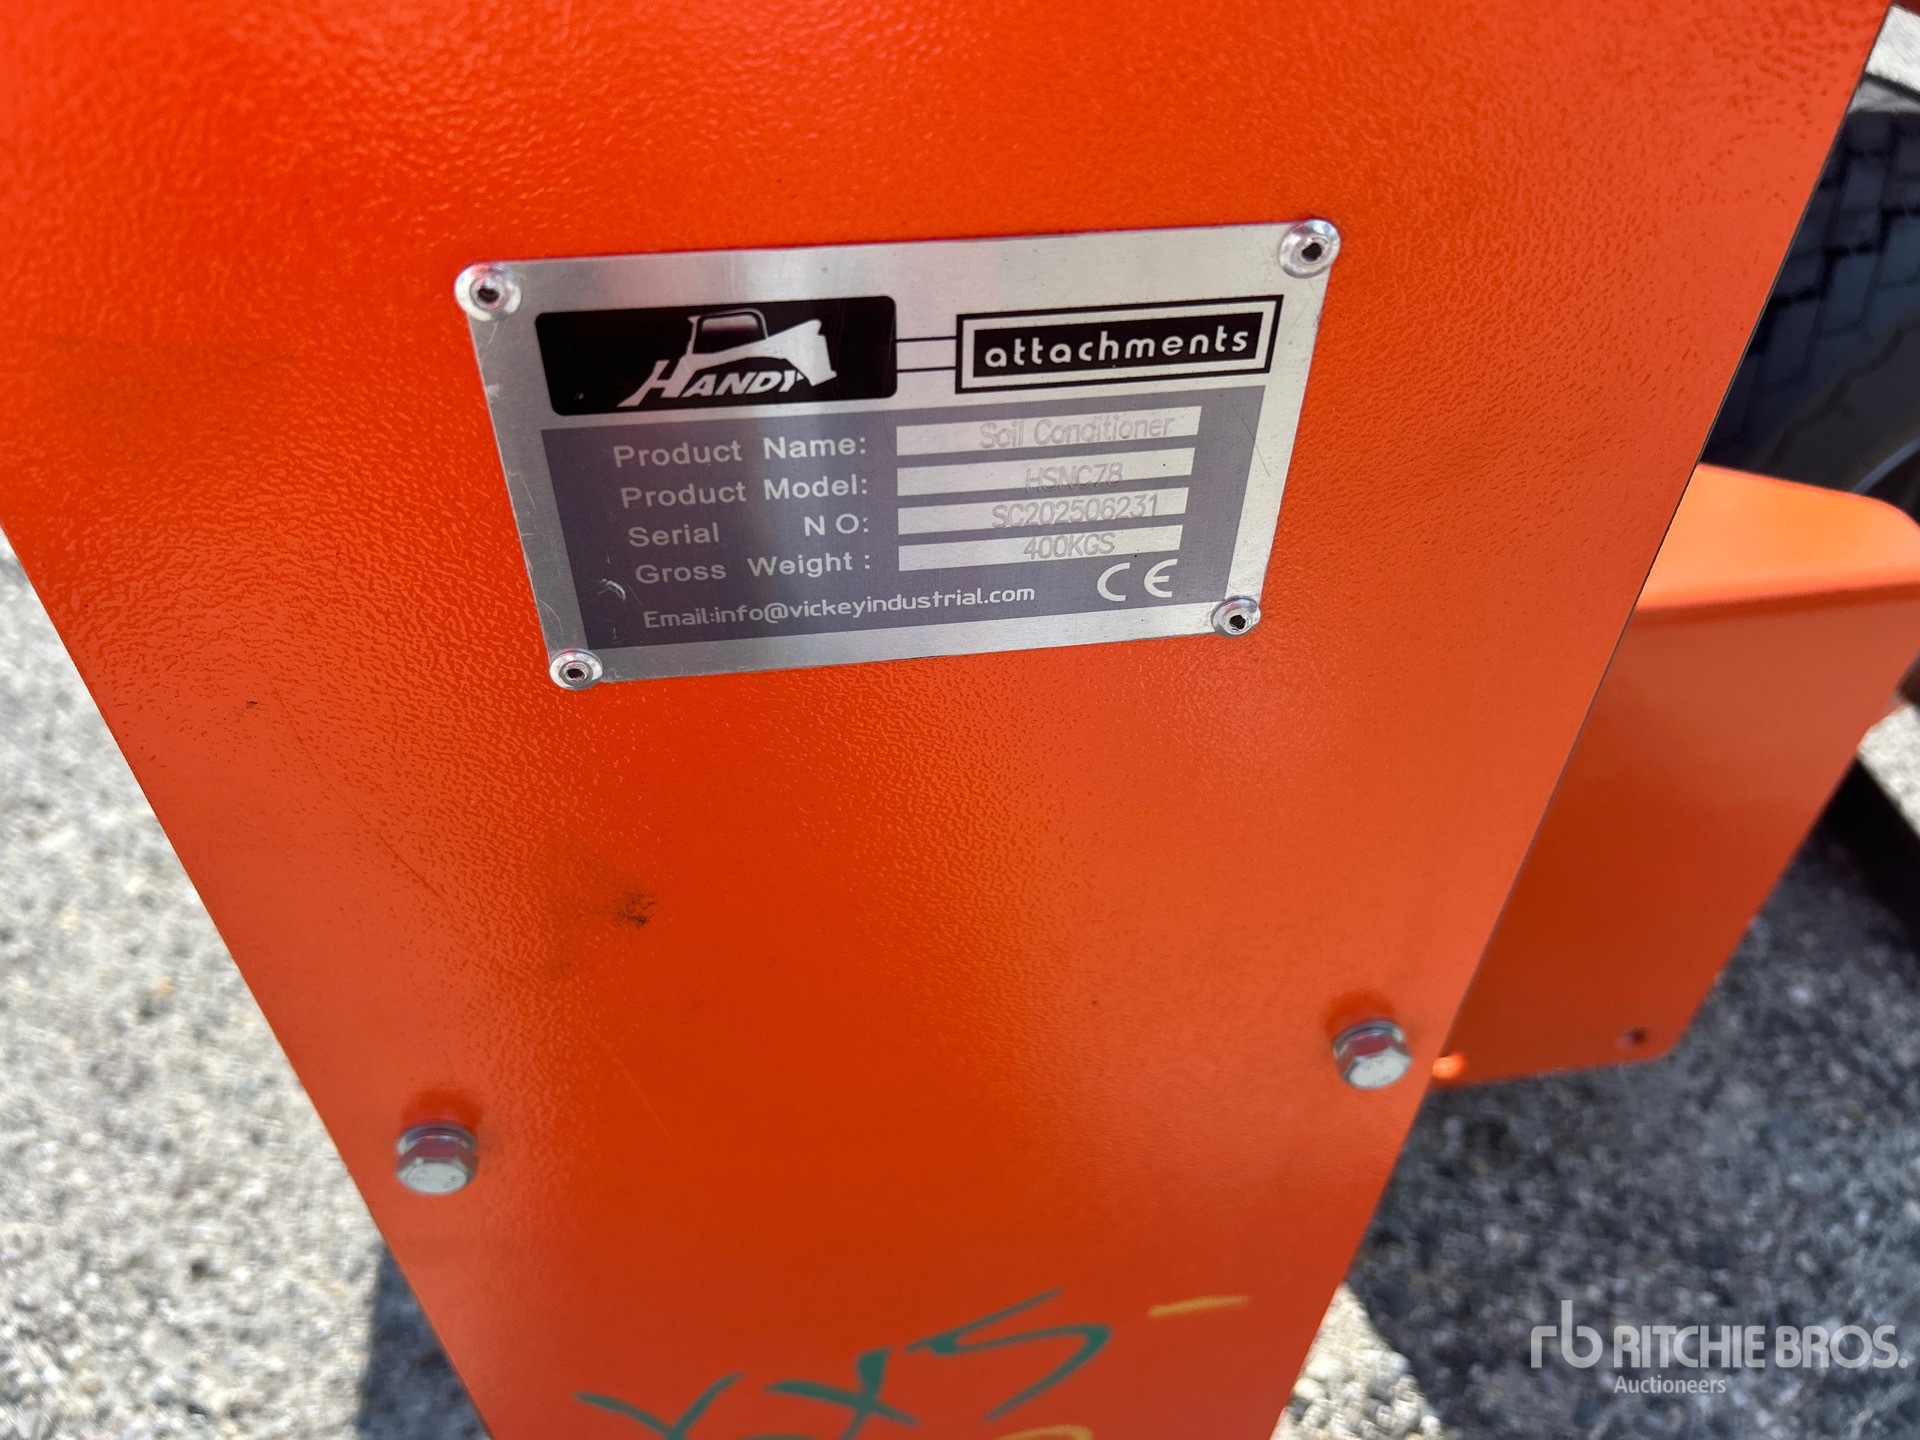 HANDY attachments
Product Name: Soil Conditioner
Product Model: HSNC78
Serial NO: SC202506231
Gross Weight: 400KGS
Email:info@vickeyindustrial.com CE
rb RITCHIE BROS.
Auctioneers